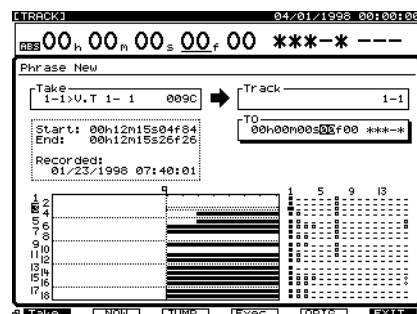 [TRACK] 04/01/1998 00:00:00
ABS 00h 00m 00s 00f 00 ***-* ---
Phrase New
Take
1-1>V.T 1- 1 009C
Track
1-1
Start: 00h12m15s04f84
End: 00h12m15s26f26
Recorded:
01/23/1998 07:40:01
TO
00h00m00s00f00 ***-*
9
1 5 9 13
1 2
3 4
5 6
7 8
9 10
11 12
13 14
15 16
17 18
Take NOW JUMP Exec ORIG EXIT